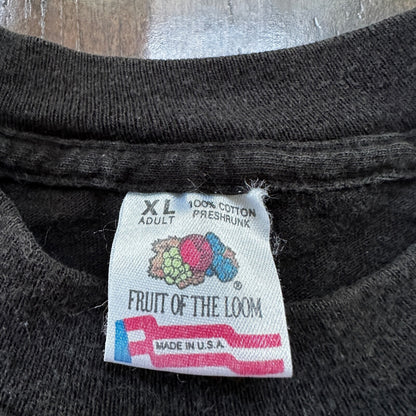 XL 100% COTTON
ADULT PRESHRUNK
®
FRUIT OF THE LOOM
MADE IN U.S.A.